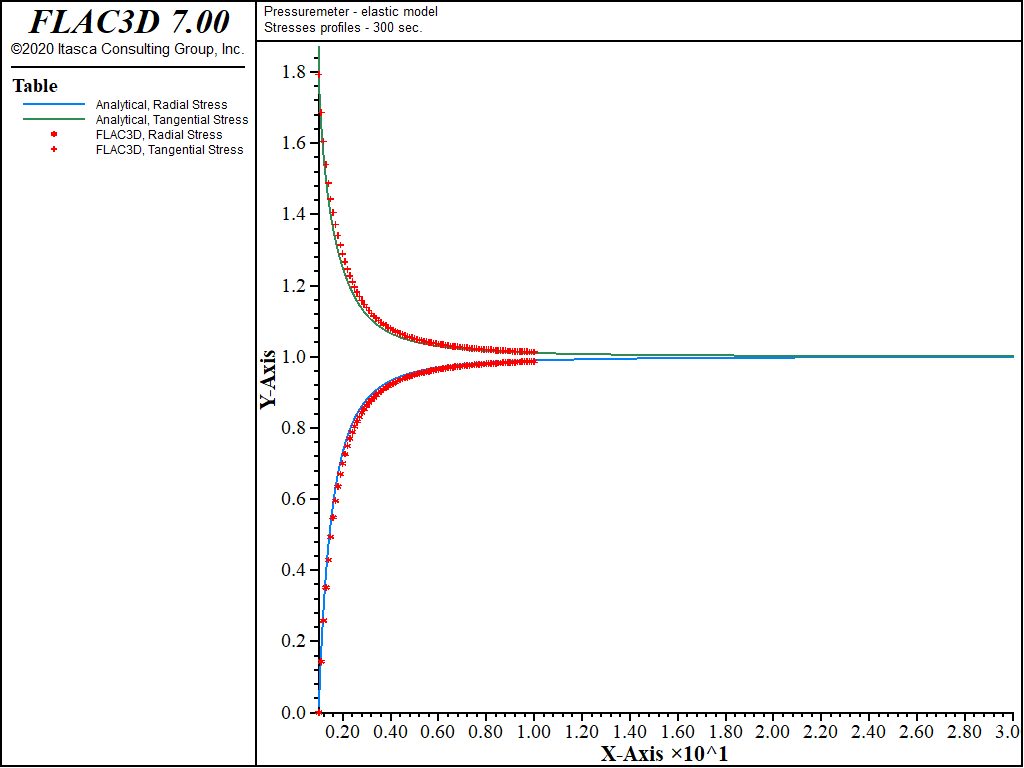 FLAC3D 7.00
©2020 Itasca Consulting Group, Inc.
Table
Analytical, Radial Stress
Analytical, Tangential Stress
FLAC3D, Radial Stress
FLAC3D, Tangential Stress
Pressuremeter - elastic model
Stresses profiles - 300 sec.
Y-Axis
1.8
1.6
1.4
1.2
1.0
0.8
0.6
0.4
0.2
0.0
0.20 0.40 0.60 0.80 1.00 1.20 1.40 1.60 1.80 2.00 2.20 2.40 2.60 2.80 3.0
X-Axis ×10^1